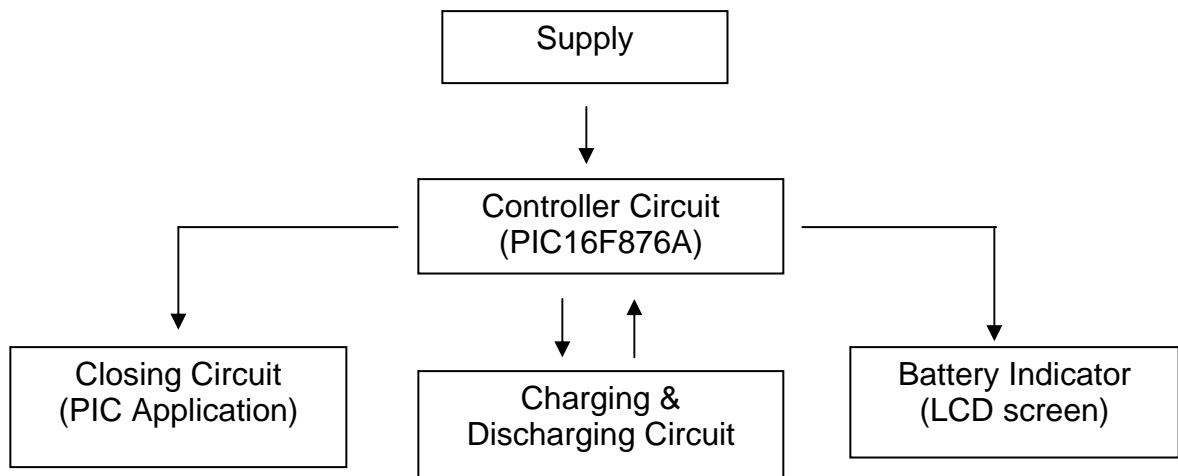 Supply
Controller Circuit
(PIC16F876A)
Closing Circuit
(PIC Application)
Charging &
Discharging Circuit
Battery Indicator
(LCD screen)